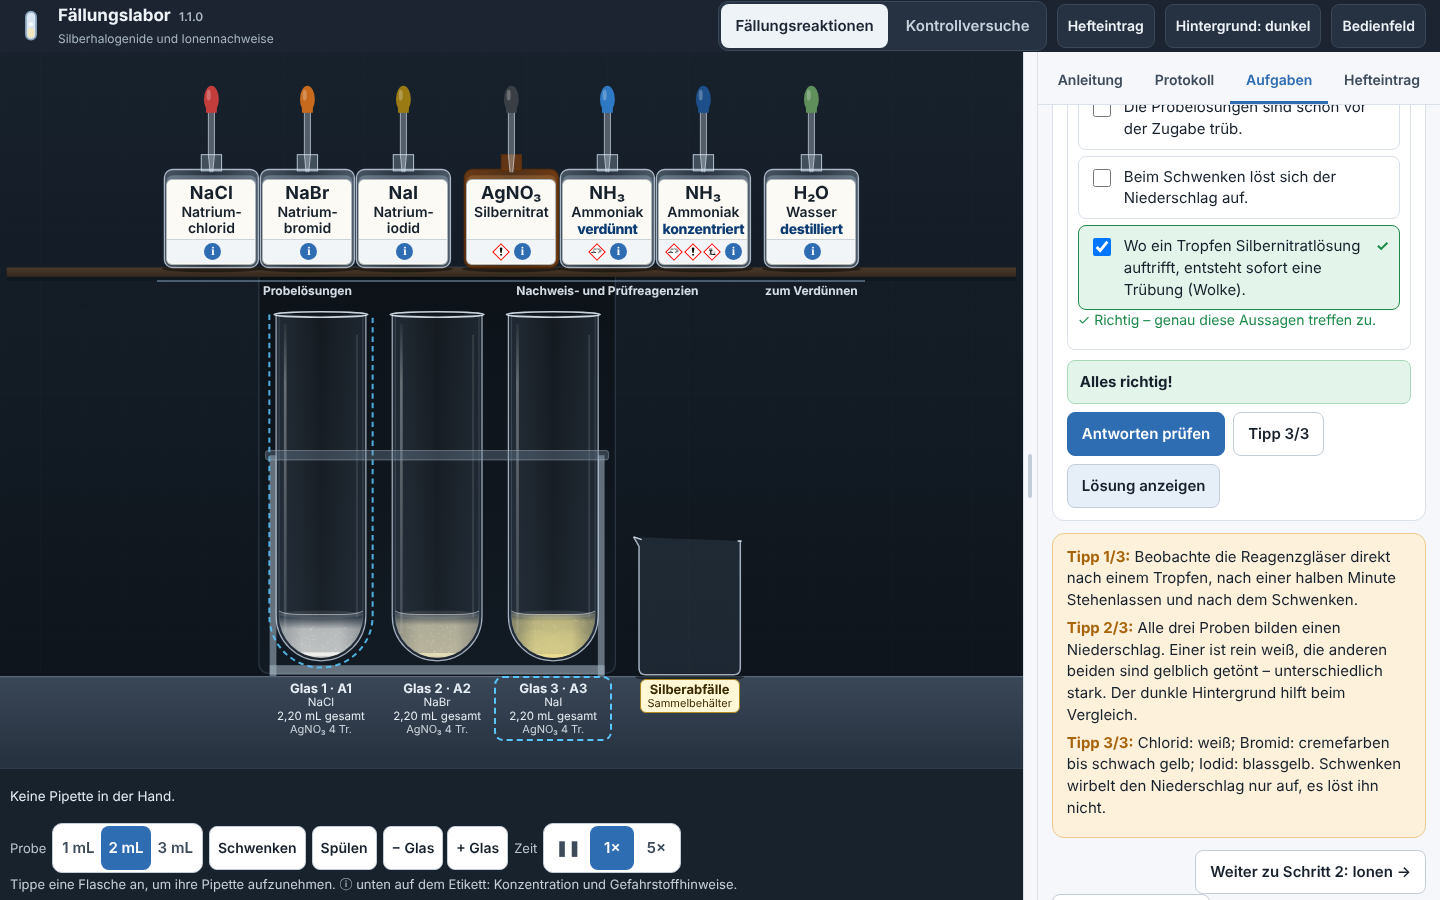 Fällungslabor 1.1.0
Silberhalogenide und Ionennachweise
Fällungsreaktionen
Kontrollversuche
Hefteintrag
Hintergrund: dunkel
Bedienfeld
NaCl
Natrium-
chlorid
NaBr
Natrium-
bromid
NaI
Natrium-
iodid
AgNO₃
Silbernitrat
NH₃
Ammoniak
verdünnt
NH₃
Ammoniak
konzentriert
H₂O
Wasser
destilliert
Probelösungen
Nachweis- und Prüfreagenzien
zum Verdünnen
Glas 1 · A1
NaCl
2,20 mL gesamt
AgNO₃ 4 Tr.
Glas 2 · A2
NaBr
2,20 mL gesamt
AgNO₃ 4 Tr.
Glas 3 · A3
NaI
2,20 mL gesamt
AgNO₃ 4 Tr.
Silberabfälle
Sammelbehälter
Keine Pipette in der Hand.
Probe
1 mL
2 mL
3 mL
Schwenken
Spülen
− Glas
+ Glas
Zeit
1×
5×
Tippe eine Flasche an, um ihre Pipette aufzunehmen. ⓘ unten auf dem Etikett: Konzentration und Gefahrstoffhinweise.
Anleitung
Protokoll
Aufgaben
Hefteintrag
Die Probelösungen sind schon vor
der Zugabe trüb.
Beim Schwenken löst sich der
Niederschlag auf.
Wo ein Tropfen Silbernitratlösung
auftrifft, entsteht sofort eine
Trübung (Wolke).
✓ Richtig – genau diese Aussagen treffen zu.
Alles richtig!
Antworten prüfen
Tipp 3/3
Lösung anzeigen
Tipp 1/3: Beobachte die Reagenzgläser direkt
nach einem Tropfen, nach einer halben Minute
Stehenlassen und nach dem Schwenken.
Tipp 2/3: Alle drei Proben bilden einen
Niederschlag. Einer ist rein weiß, die anderen
beiden sind gelblich getönt – unterschiedlich
stark. Der dunkle Hintergrund hilft beim
Vergleich.
Tipp 3/3: Chlorid: weiß; Bromid: cremefarben
bis schwach gelb; Iodid: blassgelb. Schwenken
wirbelt den Niederschlag nur auf, es löst ihn
nicht.
Weiter zu Schritt 2: Ionen →